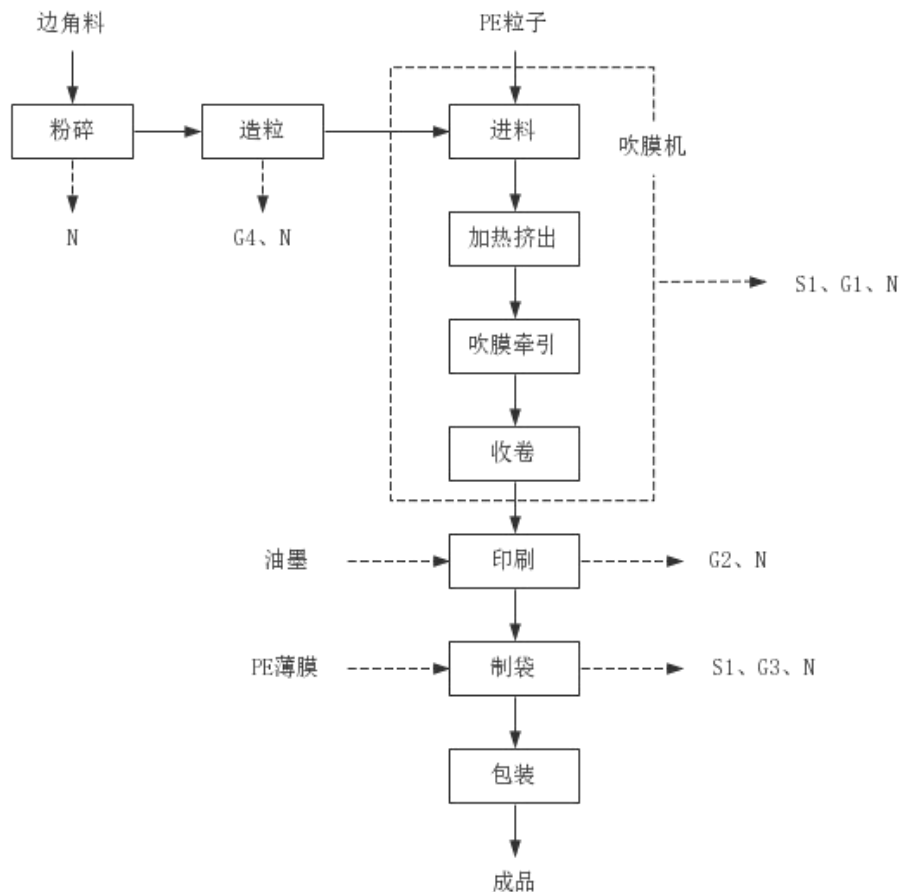 边角料
PE粒子
粉碎
造粒
进料
吹膜机
N
G4、N
加热挤出
S1、G1、N
吹膜牵引
收卷
油墨
印刷
G2、N
PE薄膜
制袋
S1、G3、N
包装
成品